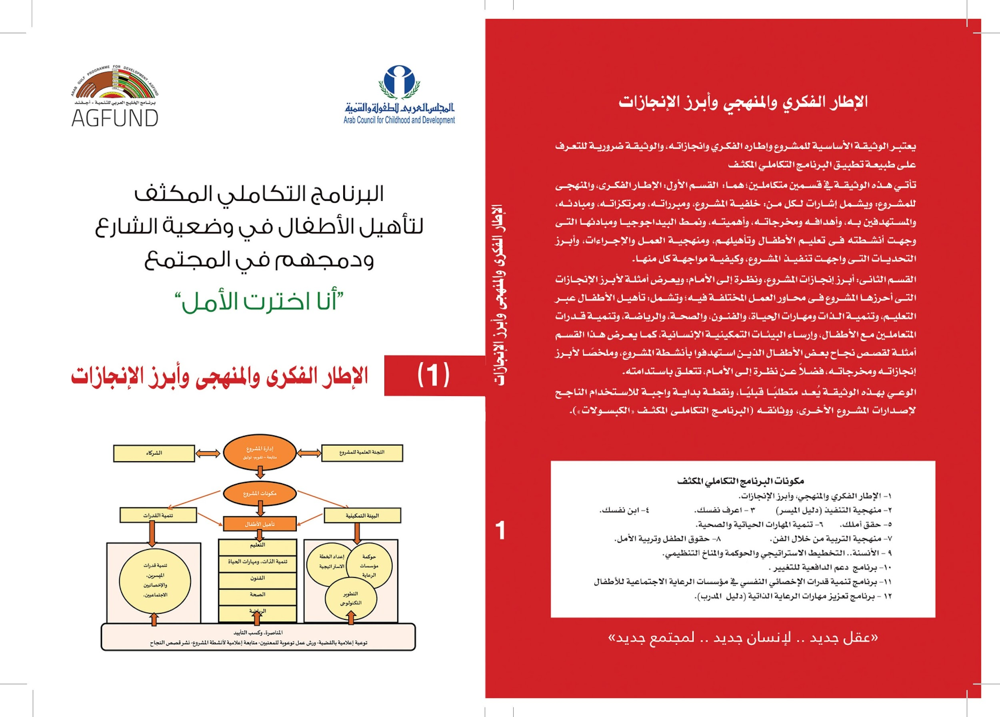 ARAB GULF PROGRAMME FOR DEVELOPMENT - AGFUND
برنامج الخليج العربي للتنمية - أجفند
AGFUND
المجلس العربى للطفولة والتنمية
Arab Council for Childhood and Development
البرنامج التكاملي المكثف
لتأهيل الأطفال في وضعية الشارع
ودمجهم في المجتمع
”أنا اخترت الأمل“
(1)
الإطار الفكرى والمنهجى وأبرز الإنجازات
اللجنة العلمية للمشروع
إدارة المشروع
متابعة – تقويم- توثيق
الشركاء
مكونات المشروع
البيئة التمكينية
تأهيل الأطفال
تنمية القدرات
حوكمة
مؤسسات
الرعاية
إعداد الخطة
الاستراتيجية
التطوير
التكنولوجى
التعليم
تنمية الذات، ومهارات الحياة
الفنون
الصحة
الرياضة
تنمية قدرات
الميسرين،
والإخصائيين
الاجتماعيين،
المناصرة، وكسب التأييد
توعية إعلامية بالقضية- ورش عمل توعوية للمعنيين- متابعة إعلامية لأنشطة المشروع- نشر قصص النجاح
الإطار الفكرى والمنهجى وأبرز الإنجازات
1
الإطار الفكري والمنهجي وأبرز الإنجازات
يعتبر الوثيقة الأساسية للمشروع وإطاره الفكري وانجازاته، والوثيقة ضرورية للتعرف
على طبيعة تطبيق البرنامج التكاملي المكثف
تأتي هذه الوثيقة في قسمين متكاملين؛ هما: القسم الأول: الإطار الفكرى، والمنهجى
للمشروع: ويشمل إشارات لكل من: خلفية المشروع، ومبرراته، ومرتكزاته، ومبادئه،
والمستهدفين به، وأهدافه ومخرجاته، وأهميته، ونمط البيداجوجيا ومبادئها التى
وجهت أنشطته فى تعليم الأطفال وتأهيلهم، ومنهجية العمل والإجراءات، وأبرز
التحديات التى واجهت تنفيذ المشروع، وكيفية مواجهة كل منها.
القسم الثانى: أبرز إنجازات المشروع، ونظرة إلى الأمام: ويعرض أمثلة لأبرز الإنجازات
التى أحرزها المشروع فى محاور العمل المختلفة فيه؛ وتشمل: تأهيل الأطفال عبر
التعليم، وتنمية الذات ومهارات الحياة، والفنون، والصحة، والرياضة، وتنمية قدرات
المتعاملين مع الأطفال، وإرساء البيئات التمكينية الإنسانية، كما يعرض هذا القسم
أمثلة لقصص نجاح بعض الأطفال الذين استهدفوا بأنشطة المشروع، وملخصًا لأبرز
إنجازاته ومخرجاته، فضلاً عن نظرة إلى الأمام، تتعلق باستدامته.
الوعي بهذه الوثيقة يُعد متطلبًا قبليًا، ونقطة بداية واجبة للاستخدام الناجح
لإصدارات المشروع الأخرى، ووثائقه (البرنامج التكاملى المكثف «الكبسولات»).
مكونات البرنامج التكاملي المكثف
١- الإطار الفكري والمنهجي، وأبرز الإنجازات.
٢- منهجية التنفيذ (دليل الميسر) ٣ - اعرف نفسك. ٤- ابن نفسك.
٥- حقق أملك. ٦- تنمية المهارات الحياتية والصحية.
٧- منهجية التربية من خلال الفن. ٨- حقوق الطفل وتربية الأمل.
٩ - الأنسنة.. التخطيط الاستراتيجي والحوكمة والمناخ التنظيمي.
١٠- برنامج دعم الدافعية للتغيير .
١١- برنامج تنمية قدرات الإخصائي النفسي في مؤسسات الرعاية الاجتماعية للأطفال
١٢ - برنامج تعزيز مهارات الرعاية الذاتية (دليل المدرب).
«عقل جديد .. لإنسان جديد .. لمجتمع جديد»